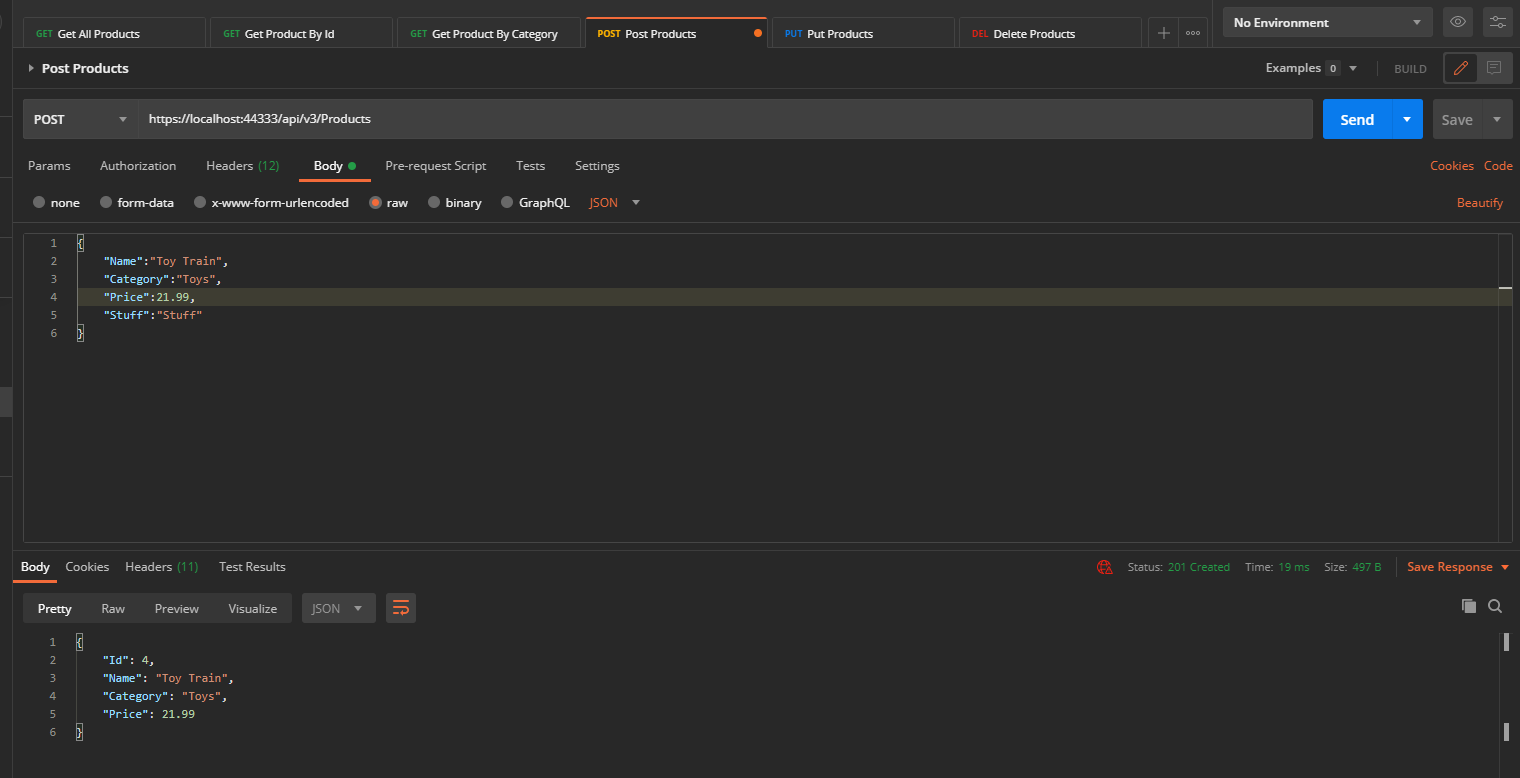 GET Get All Products GET Get Product By Id GET Get Product By Category POST Post Products PUT Put Products DEL Delete Products No Environment
Post Products Examples 0 BUILD
POST https://localhost:44333/api/v3/Products Send Save
Params Authorization Headers (12) Body Pre-request Script Tests Settings Cookies Code
none form-data x-www-form-urlencoded raw binary GraphQL JSON Beautify
1 {
2 "Name":"Toy Train",
3 "Category":"Toys",
4 "Price":21.99,
5 "Stuff":"Stuff"
6 }
Body Cookies Headers (11) Test Results Status: 201 Created Time: 19 ms Size: 497 B Save Response
Pretty Raw Preview Visualize JSON
1 {
2 "Id": 4,
3 "Name": "Toy Train",
4 "Category": "Toys",
5 "Price": 21.99
6 }